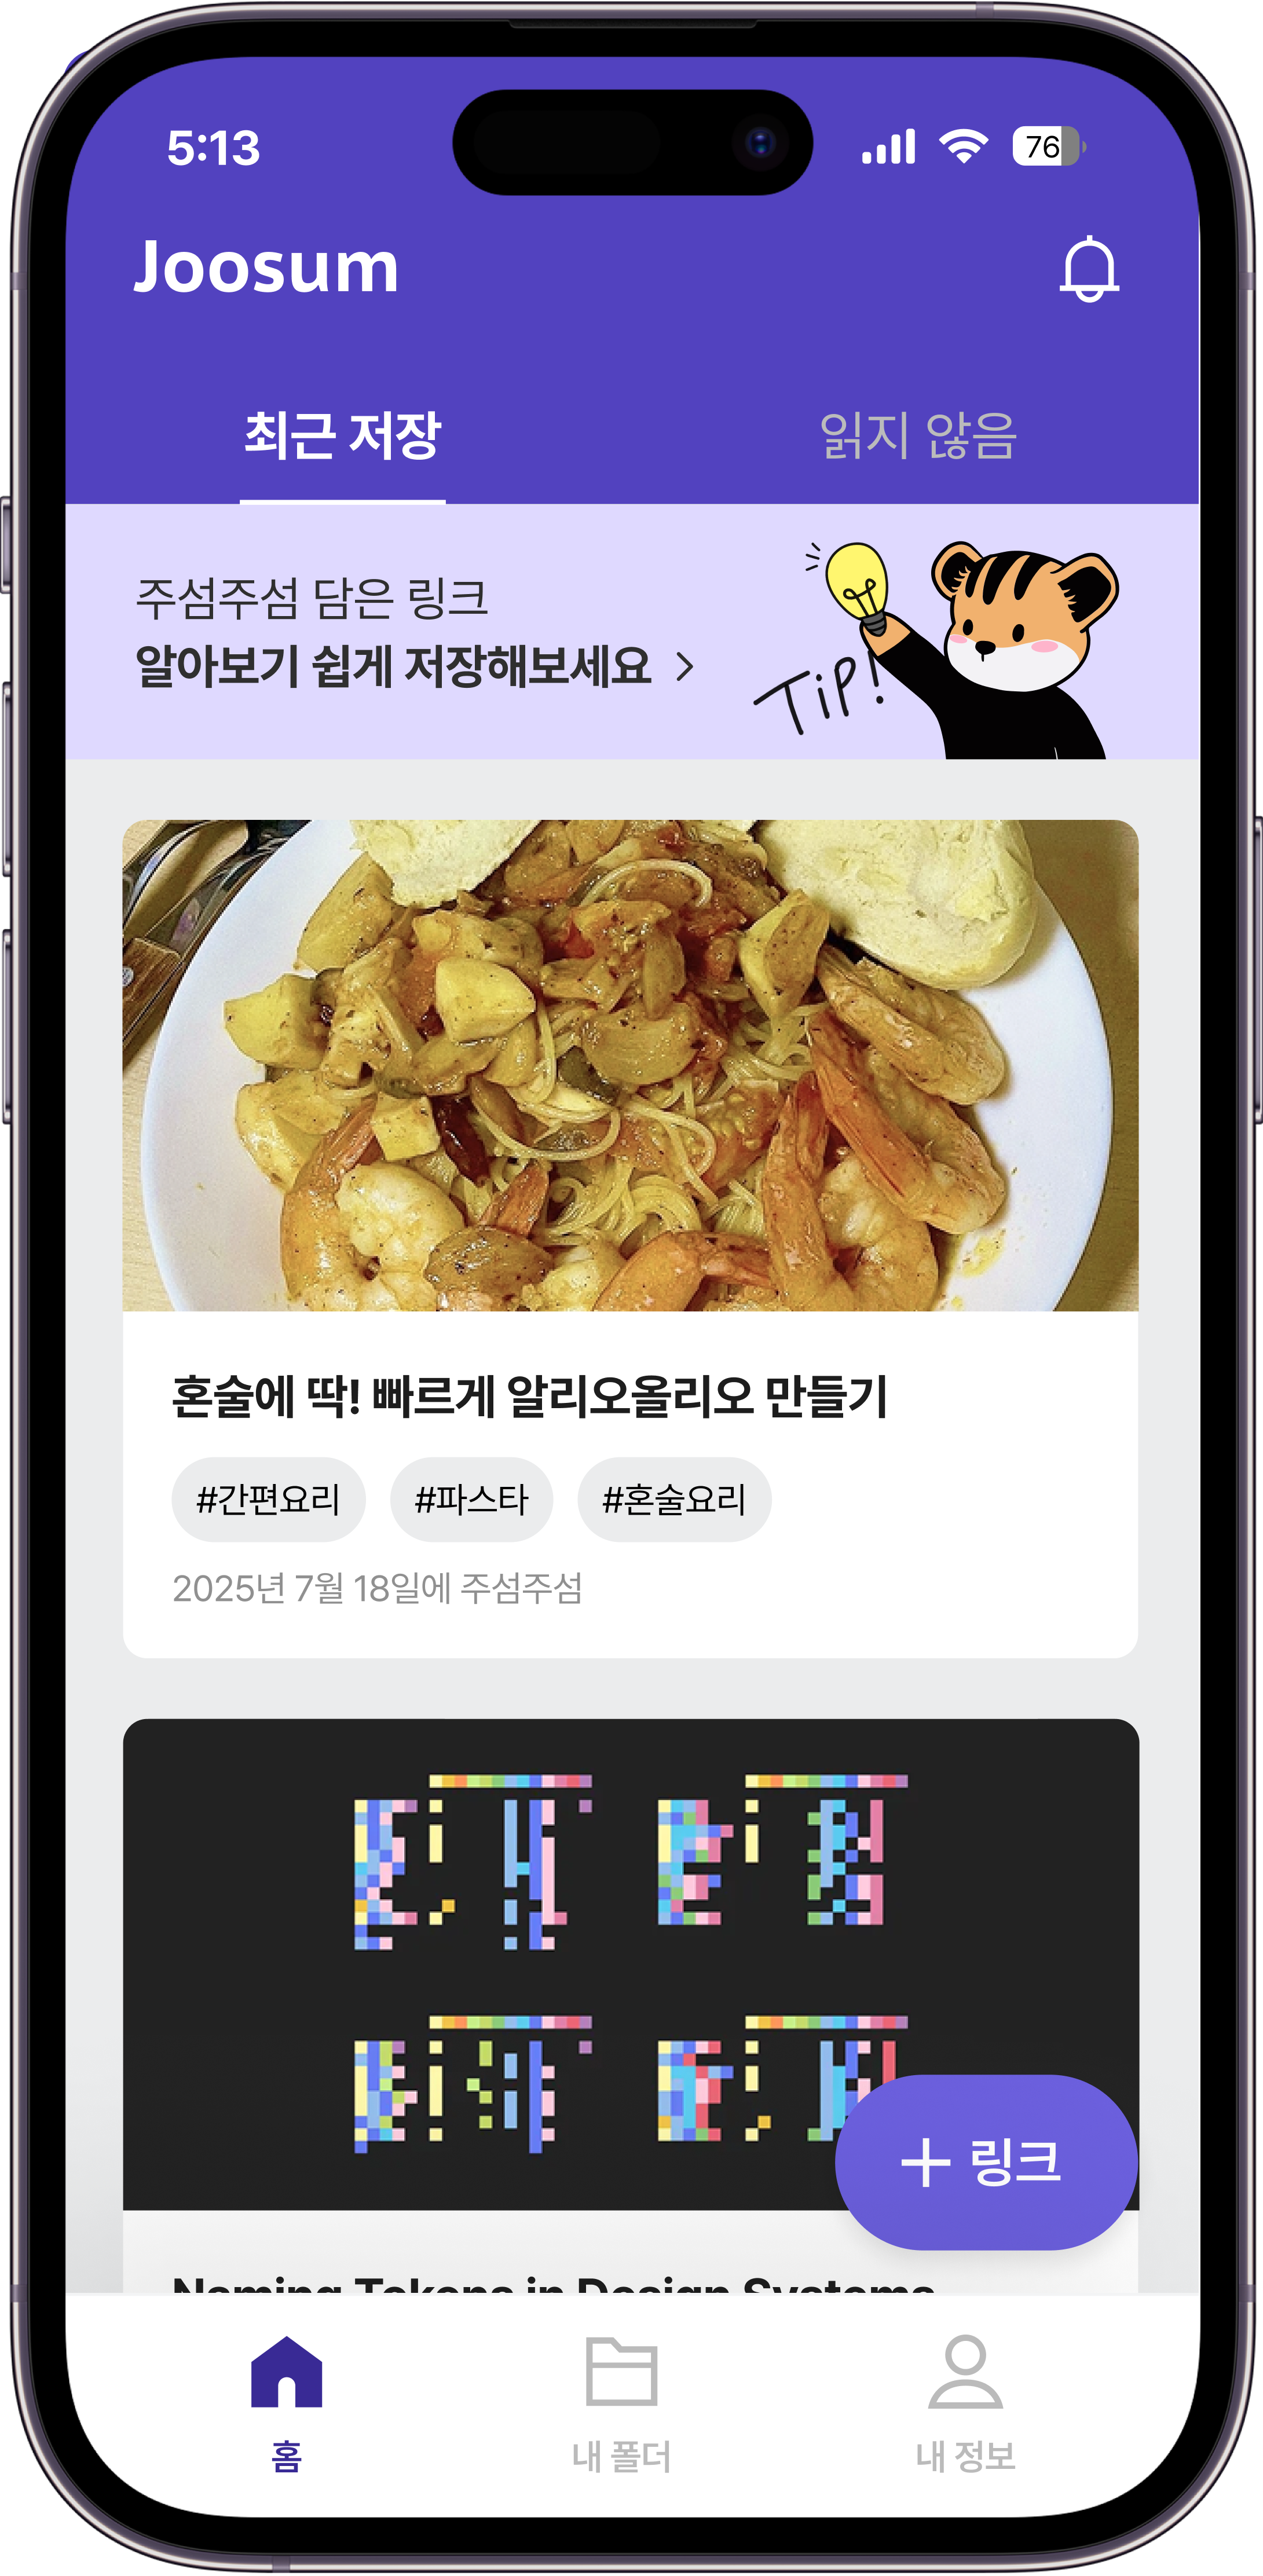 5:13
76
Joosum
최근 저장
읽지 않음
주섬주섬 담은 링크
알아보기 쉽게 저장해보세요
TiP!
혼술에 딱! 빠르게 알리오올리오 만들기
#간편요리 #파스타 #혼술요리
2025년 7월 18일에 주섬주섬
+ 링크
Naming Tokens in Design Systems
홈
내 폴더
내 정보